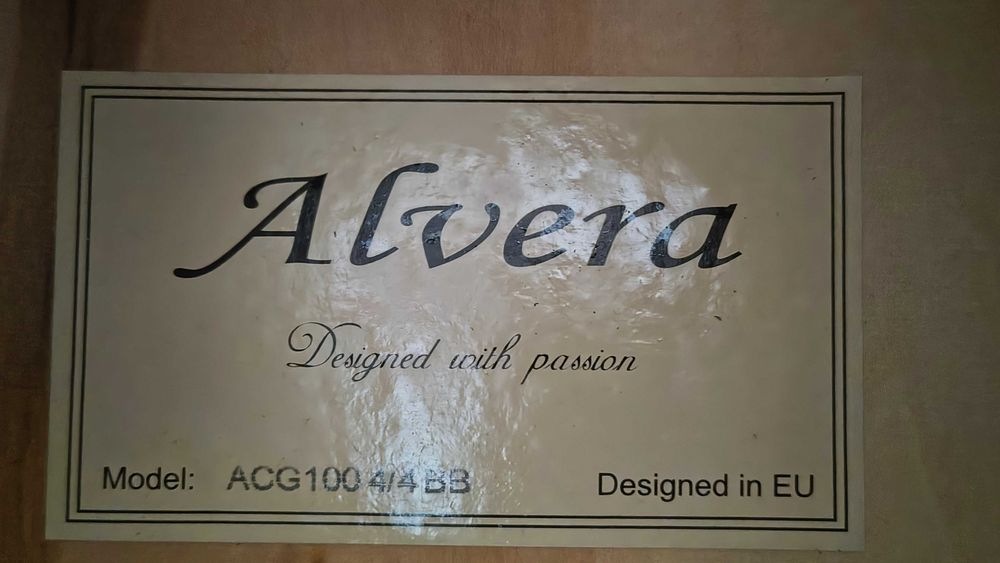 Alvera
Designed with passion
Model: ACG100 4/4 BB Designed in EU